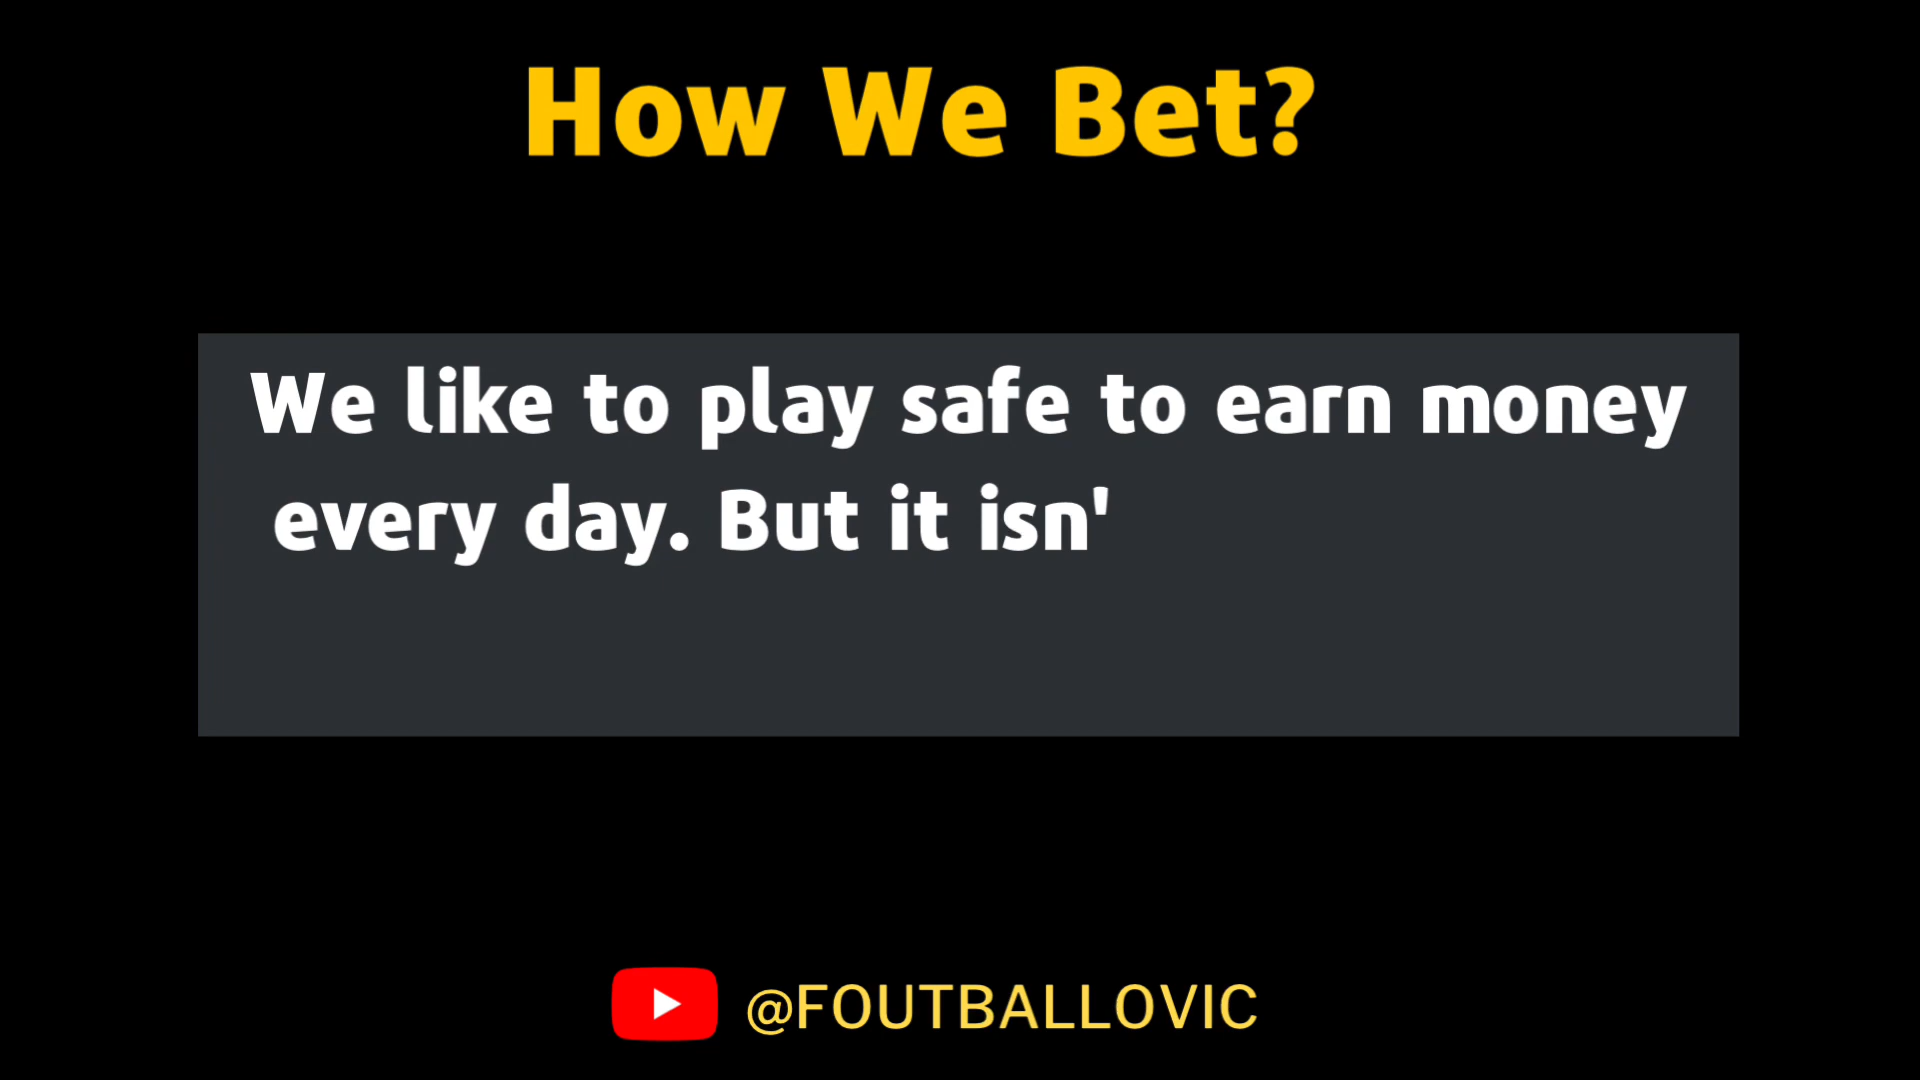 How We Bet?
We like to play safe to earn money
every day. But it isn'
@FOUTBALLOVIC